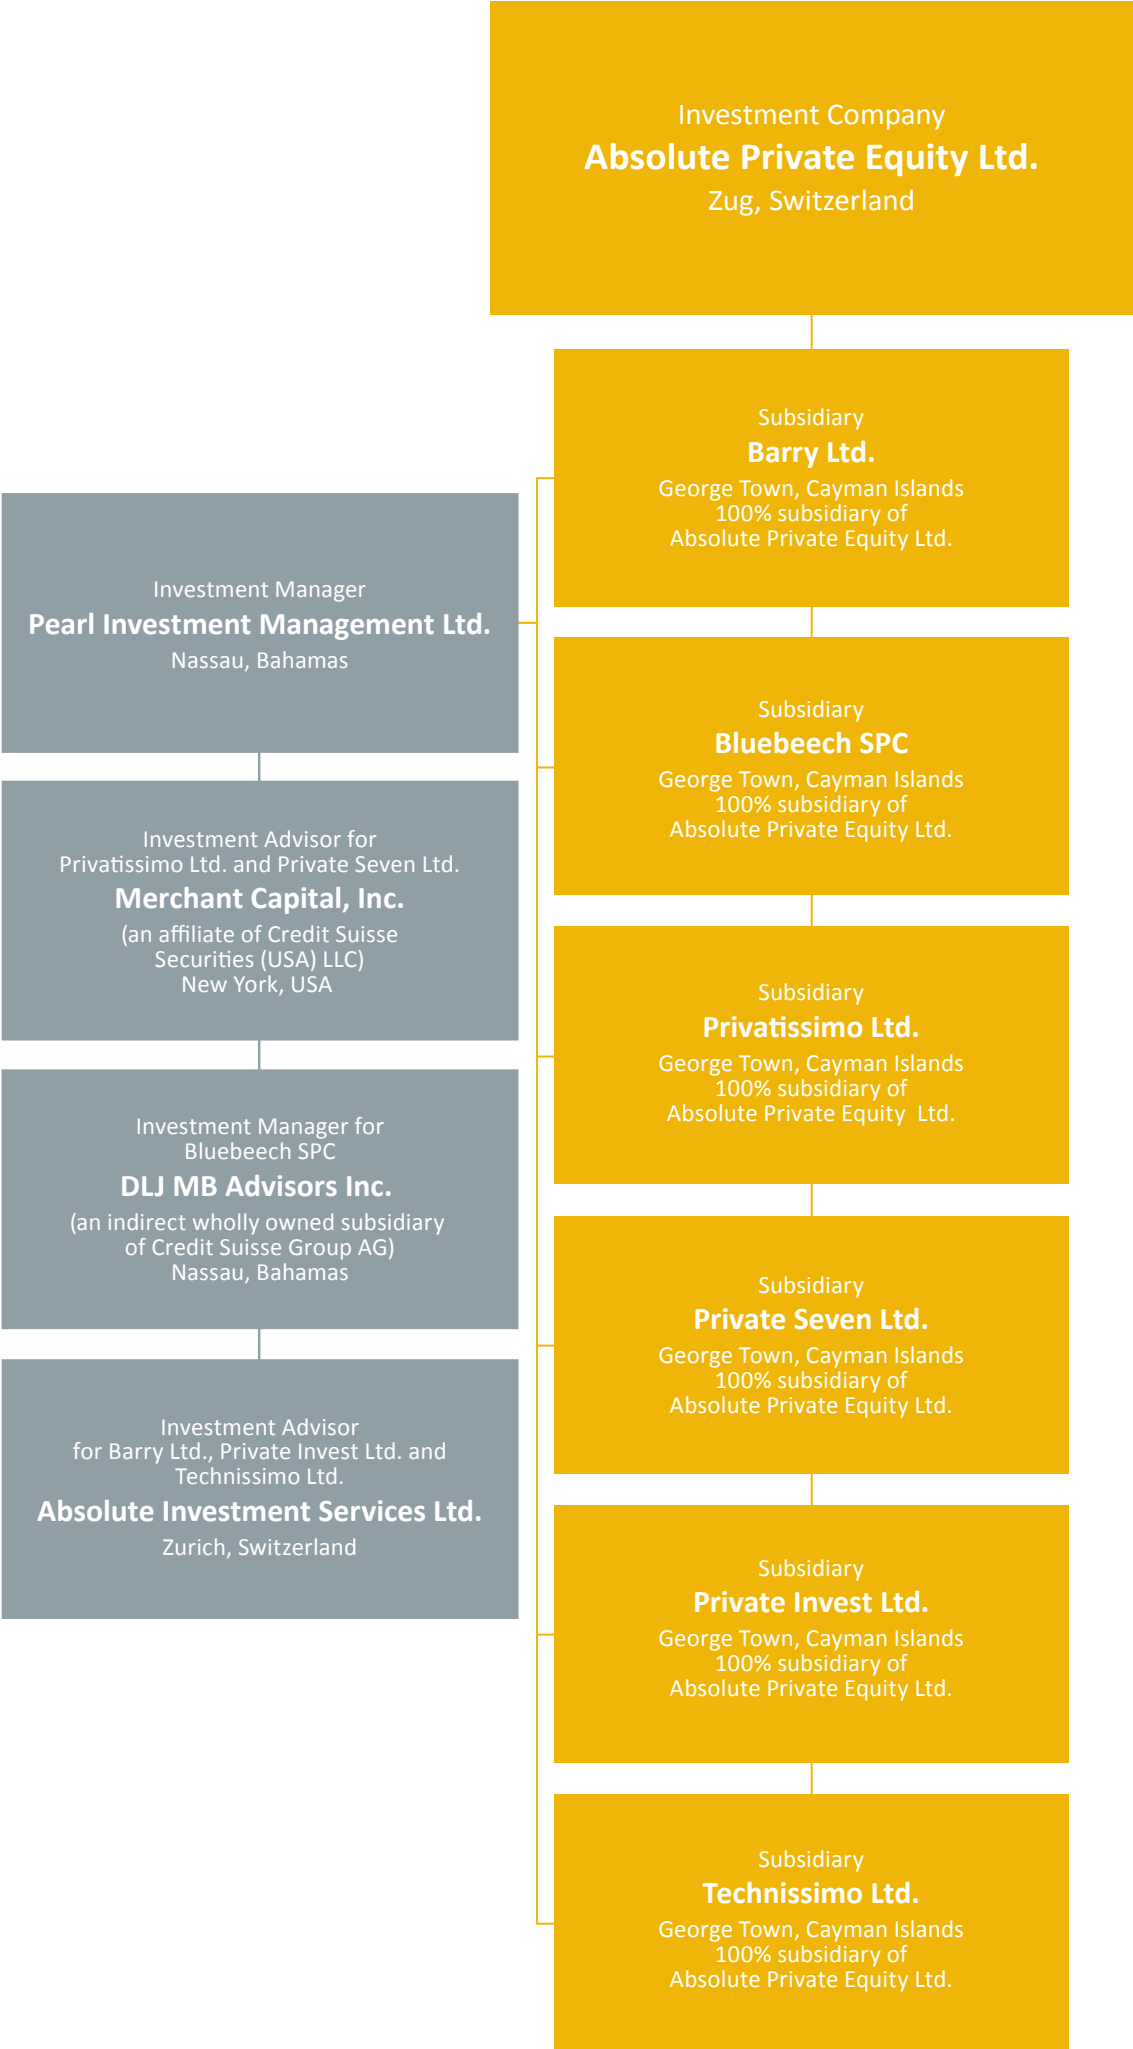 Investment Company
Absolute Private Equity Ltd.
Zug, Switzerland
Subsidiary
Barry Ltd.
George Town, Cayman Islands
100% subsidiary of
Absolute Private Equity Ltd.
Investment Manager
Pearl Investment Management Ltd.
Nassau, Bahamas
Subsidiary
Bluebeech SPC
George Town, Cayman Islands
100% subsidiary of
Absolute Private Equity Ltd.
Investment Advisor for
Privatissimo Ltd. and Private Seven Ltd.
Merchant Capital, Inc.
(an affiliate of Credit Suisse
Securities (USA) LLC)
New York, USA
Subsidiary
Privatissimo Ltd.
George Town, Cayman Islands
100% subsidiary of
Absolute Private Equity Ltd.
Investment Manager for
Bluebeech SPC
DLJ MB Advisors Inc.
(an indirect wholly owned subsidiary
of Credit Suisse Group AG)
Nassau, Bahamas
Subsidiary
Private Seven Ltd.
George Town, Cayman Islands
100% subsidiary of
Absolute Private Equity Ltd.
Investment Advisor
for Barry Ltd., Private Invest Ltd. and
Technissimo Ltd.
Absolute Investment Services Ltd.
Zurich, Switzerland
Subsidiary
Private Invest Ltd.
George Town, Cayman Islands
100% subsidiary of
Absolute Private Equity Ltd.
Subsidiary
Technissimo Ltd.
George Town, Cayman Islands
100% subsidiary of
Absolute Private Equity Ltd.